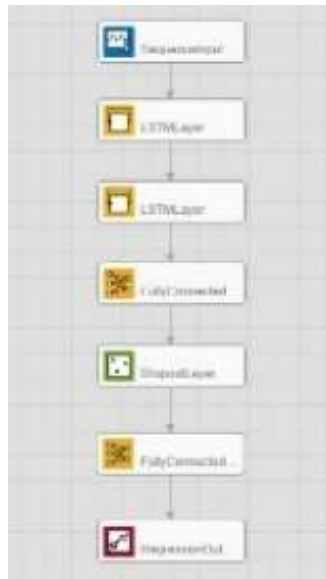 SequenceInput
LSTMLayer
LSTMLayer
FullyConnected
DropoutLayer
FullyConnected...
RegressionOut...